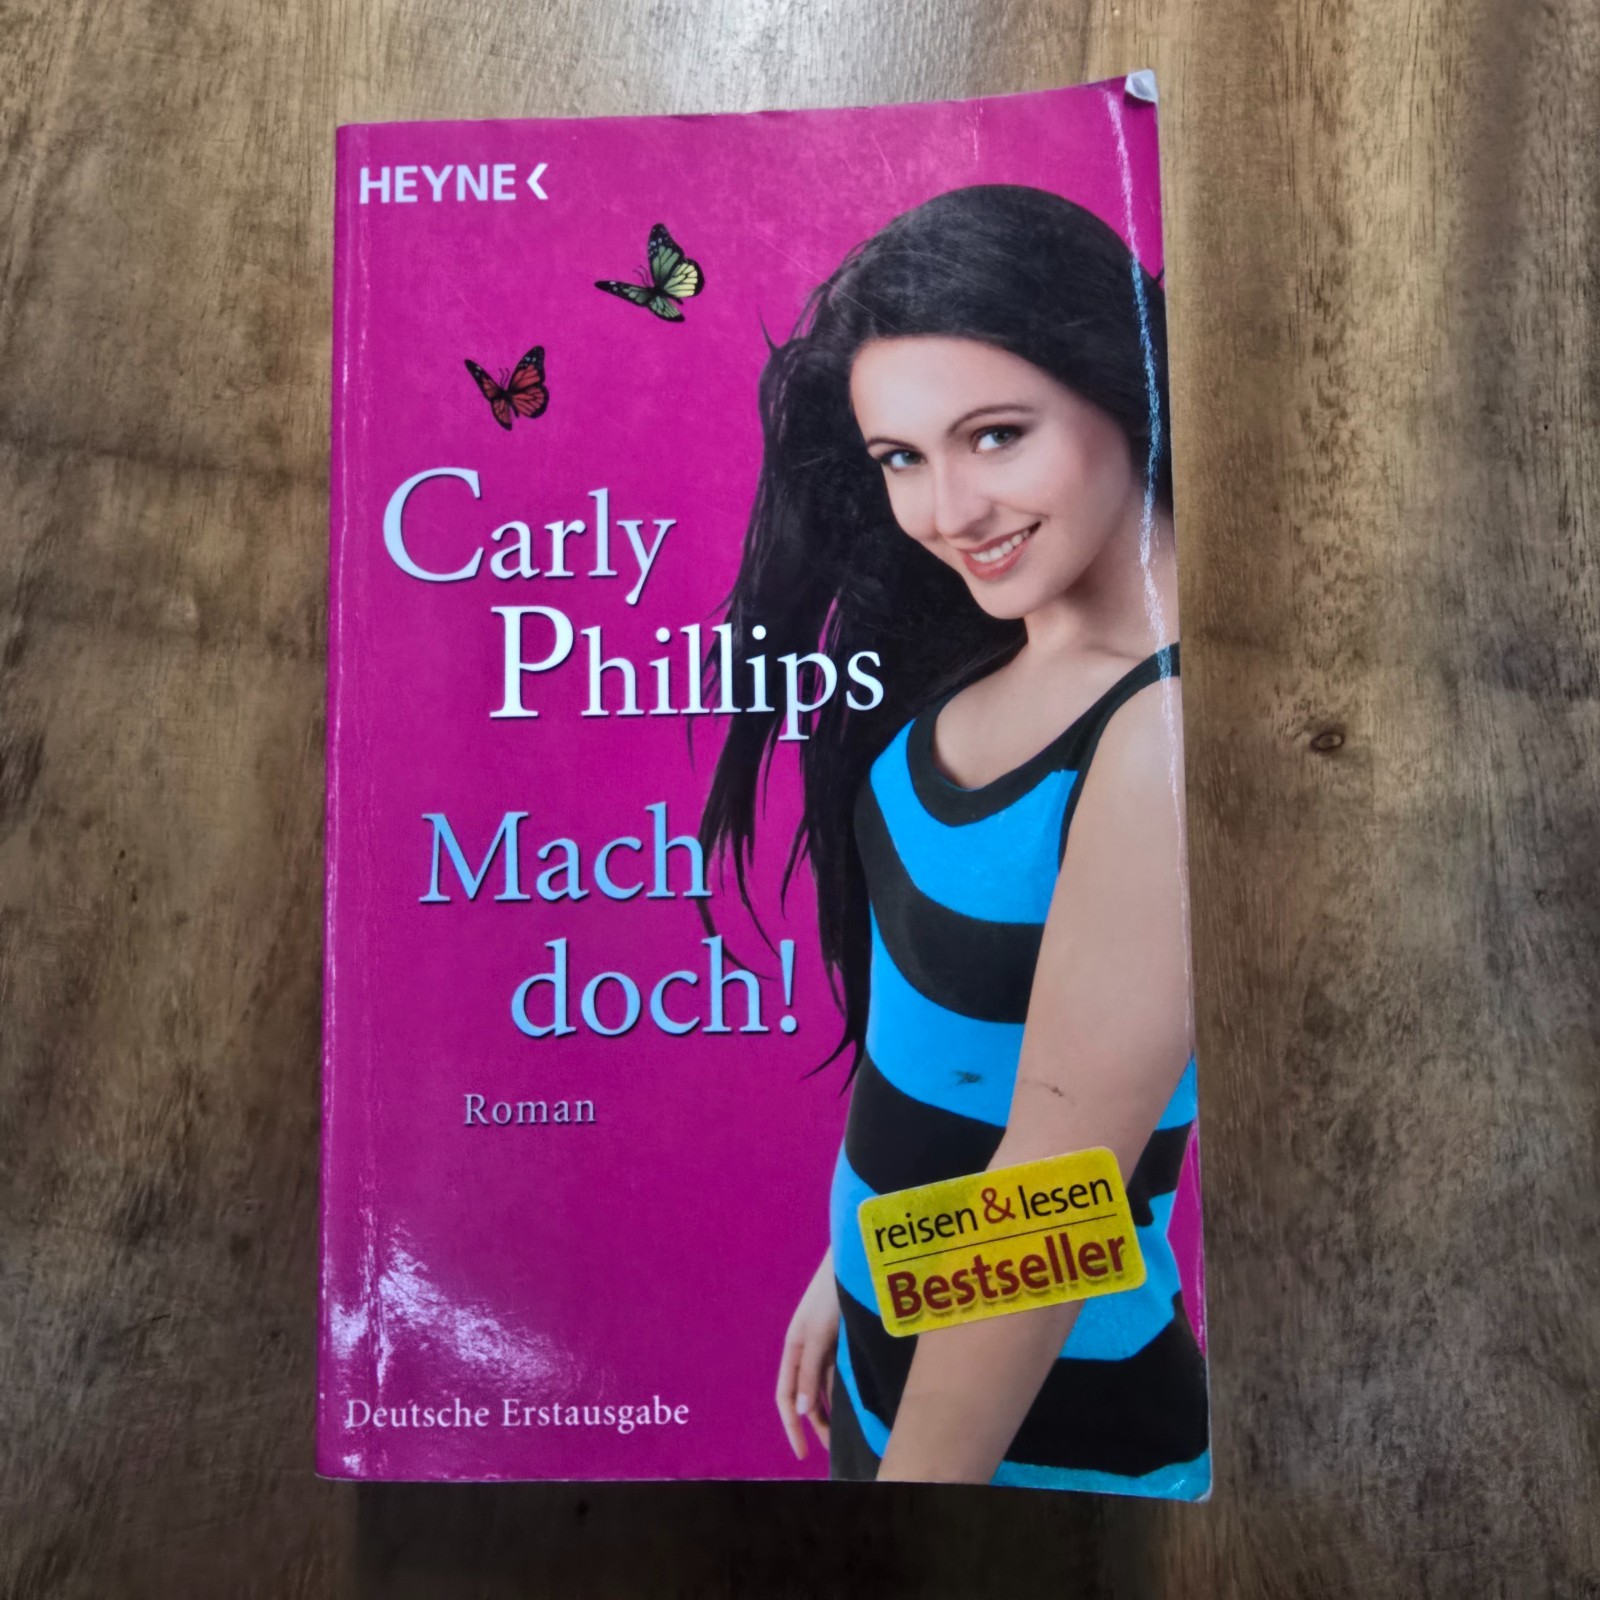 HEYNE
Carly
Phillips
Mach
doch!
Roman
reisen & lesen
Bestseller
Deutsche Erstausgabe